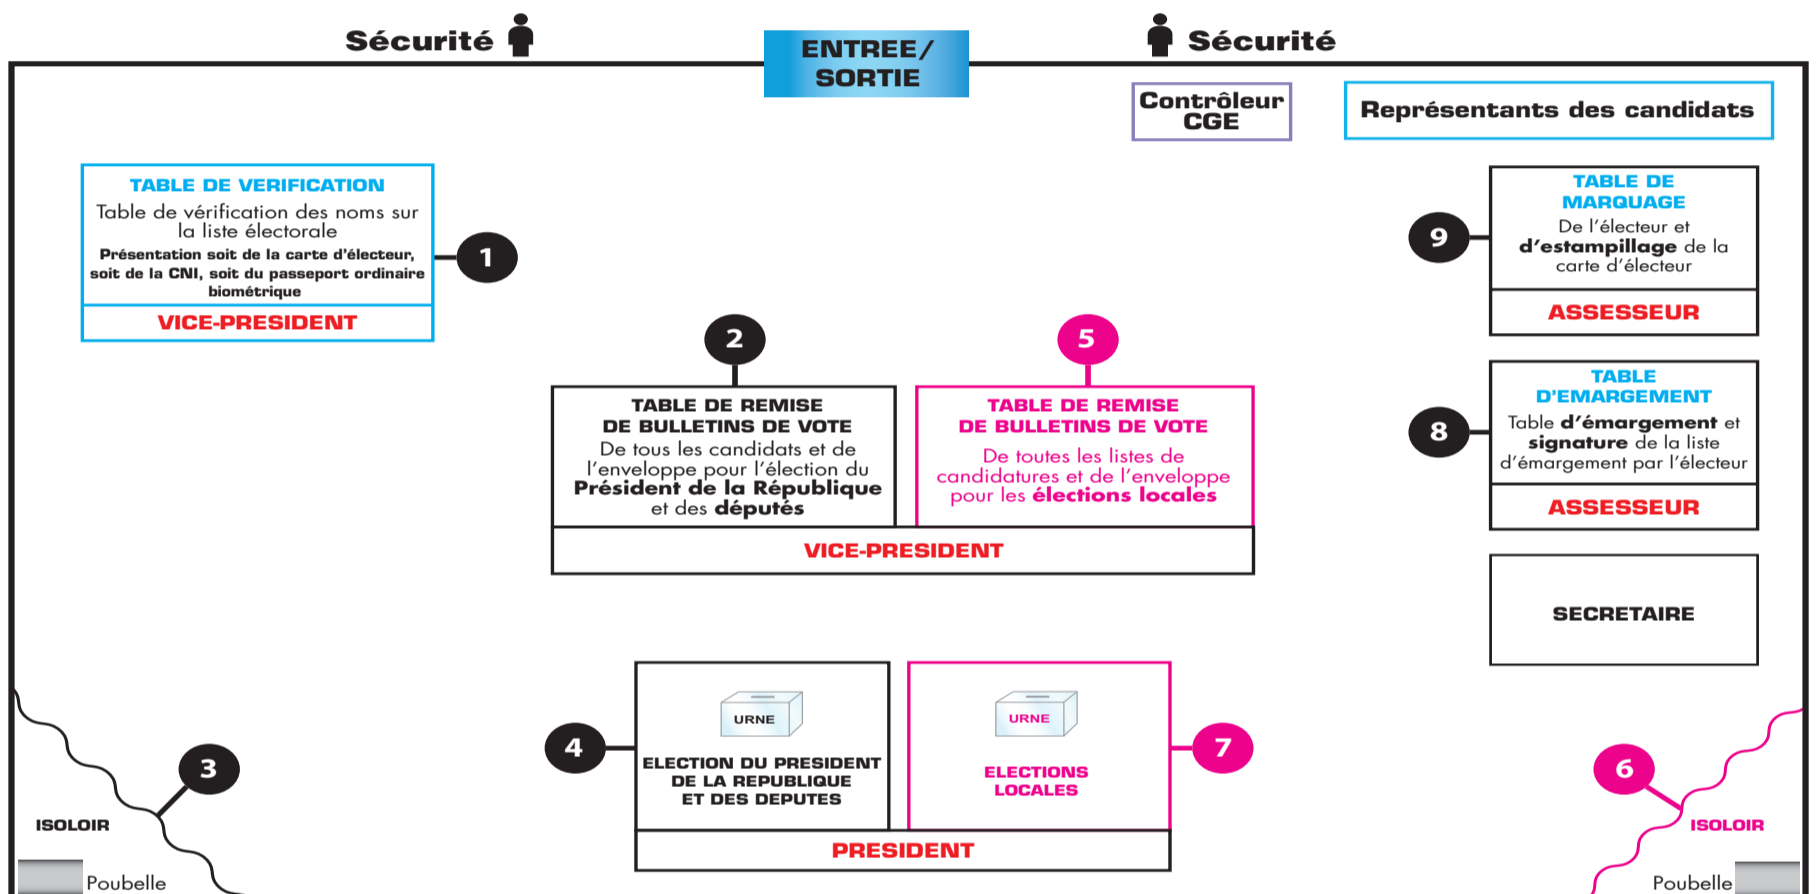 Sécurité
ENTREE/
SORTIE
Sécurité
Contrôleur
CGE
Représentants des candidats
TABLE DE VERIFICATION
Table de vérification des noms sur
la liste électorale
Présentation soit de la carte d'électeur,
soit de la CNI, soit du passeport ordinaire
biométrique
VICE-PRESIDENT
1
2
TABLE DE REMISE
DE BULLETINS DE VOTE
De tous les candidats et de
l'enveloppe pour l'élection du
Président de la République
et des députés
5
TABLE DE REMISE
DE BULLETINS DE VOTE
De toutes les listes de
candidatures et de l'enveloppe
pour les élections locales
VICE-PRESIDENT
9
TABLE DE
MARQUAGE
De l'électeur et
d'estampillage de la
carte d'électeur
ASSESSEUR
8
TABLE
D'EMARGEMENT
Table d'émargement et
signature de la liste
d'émargement par l'électeur
ASSESSEUR
SECRETAIRE
3
ISOLOIR
Poubelle
4
URNE
ELECTION DU PRESIDENT
DE LA REPUBLIQUE
ET DES DEPUTES
URNE
ELECTIONS
LOCALES
7
PRESIDENT
6
ISOLOIR
Poubelle